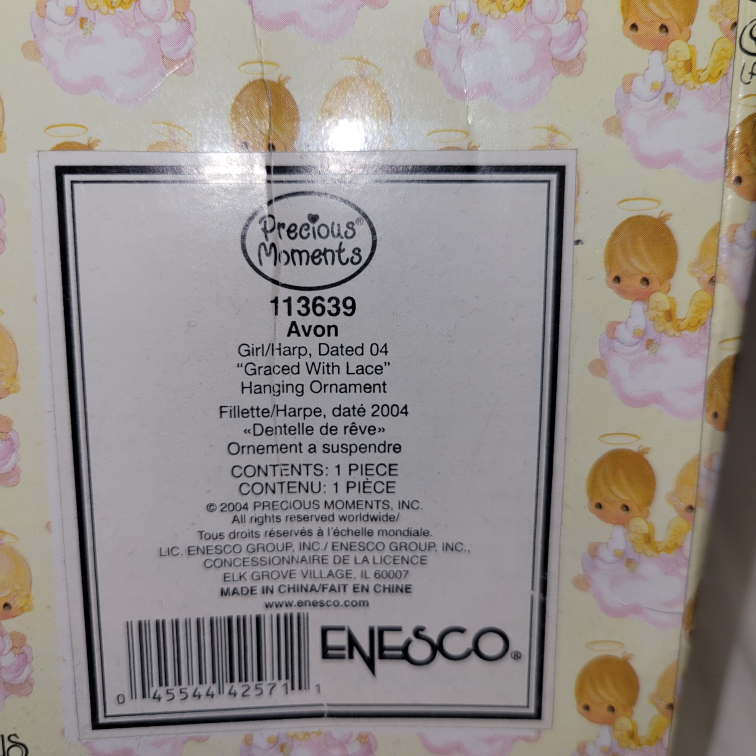 Precious®
Moments
113639
Avon
Girl/Harp, Dated 04
“Graced With Lace”
Hanging Ornament
Fillette/Harpe, daté 2004
«Dentelle de rêve»
Ornement a suspendre
CONTENTS: 1 PIECE
CONTENU: 1 PIÈCE
© 2004 PRECIOUS MOMENTS, INC.
All rights reserved worldwide/
Tous droits réservés à l'échelle mondiale.
LIC. ENESCO GROUP, INC./ ENESCO GROUP, INC.,
CONCESSIONNAIRE DE LA LICENCE
ELK GROVE VILLAGE, IL 60007
MADE IN CHINA/FAIT EN CHINE
www.enesco.com
ENESCO®
0 45544 42571 1